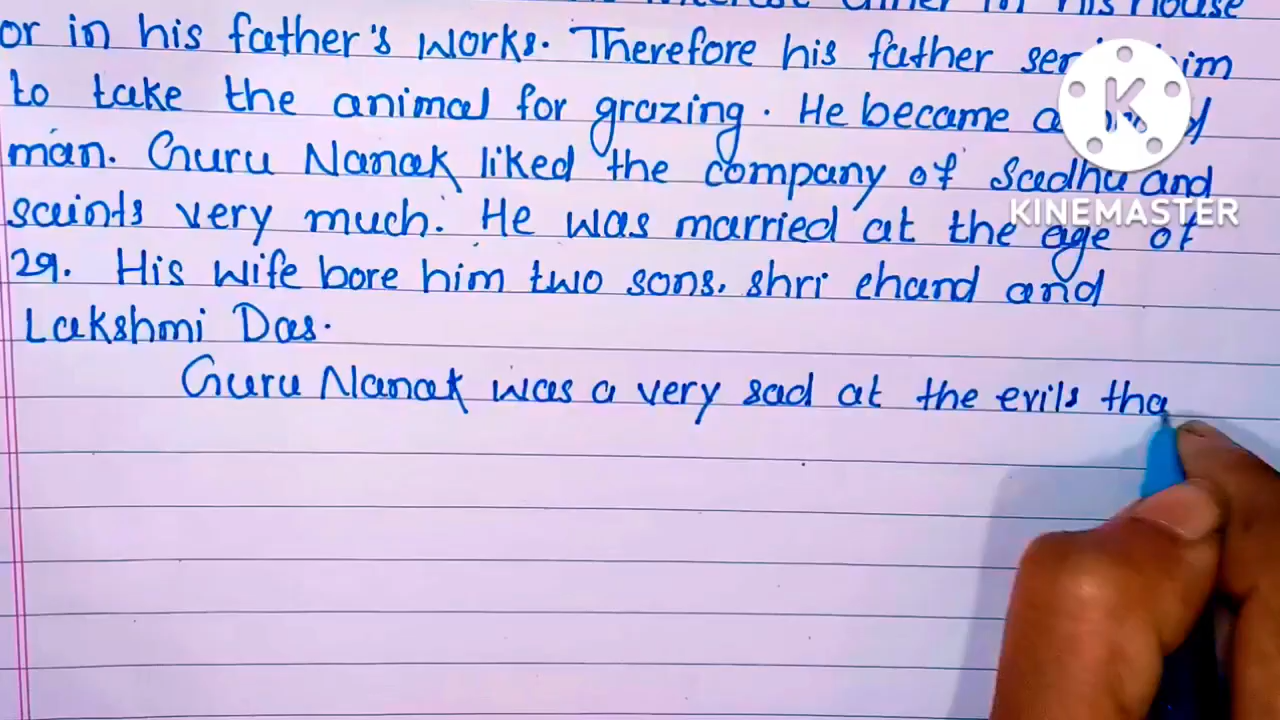 his house
or in his father's works. Therefore his father him
to take the animal for grazing. He became a
man. Guru Nanak liked the company of Sadhu and
saints very much. He was married at the age of
29. His wife bore him two sons. shri ehand and
Lakshmi Das.
Guru Nanak was a very sad at the evils tha
K
KINEMASTER